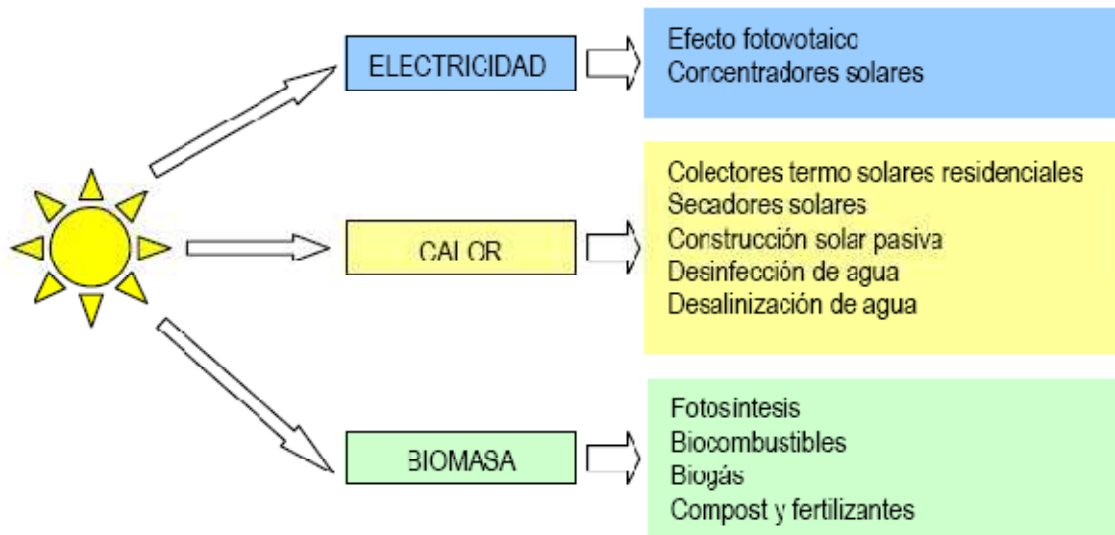 ELECTRICIDAD
Efecto fotovotaico
Concentradores solares
CALOR
Colectores termo solares residenciales
Secadores solares
Construcción solar pasiva
Desinfección de agua
Desalinización de agua
BIOMASA
Fotosíntesis
Biocombustibles
Biogás
Compost y fertilizantes